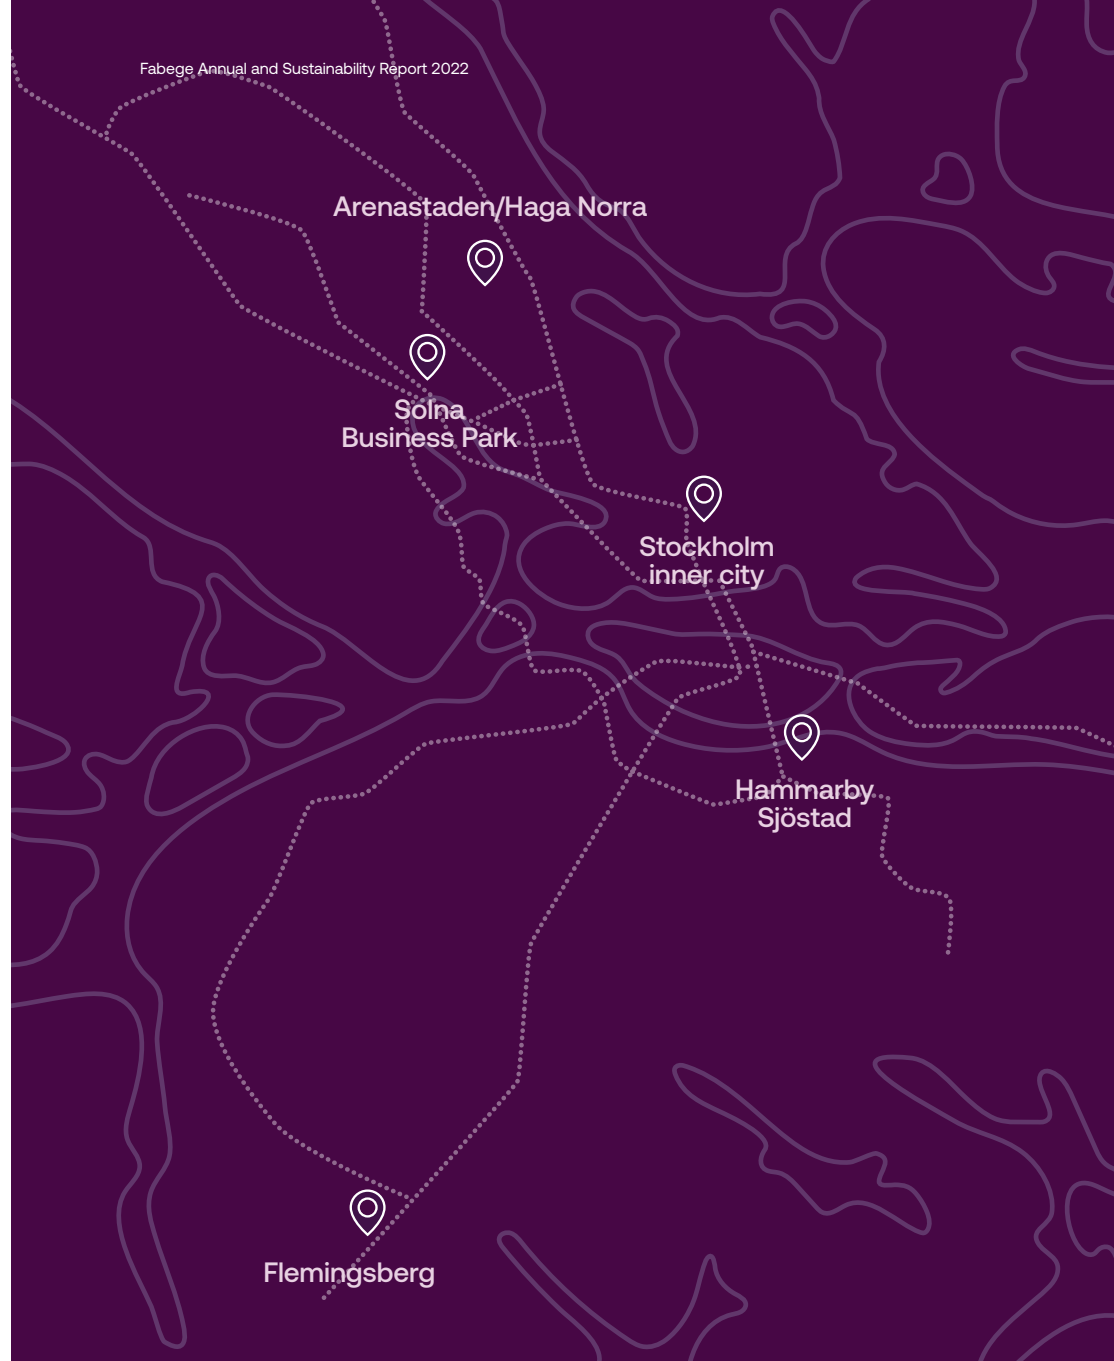 Fabege Annual and Sustainability Report 2022
Arenastaden/Haga Norra
Solna
Business Park
Stockholm
inner city
Hammarby
Sjöstad
Flemingsberg